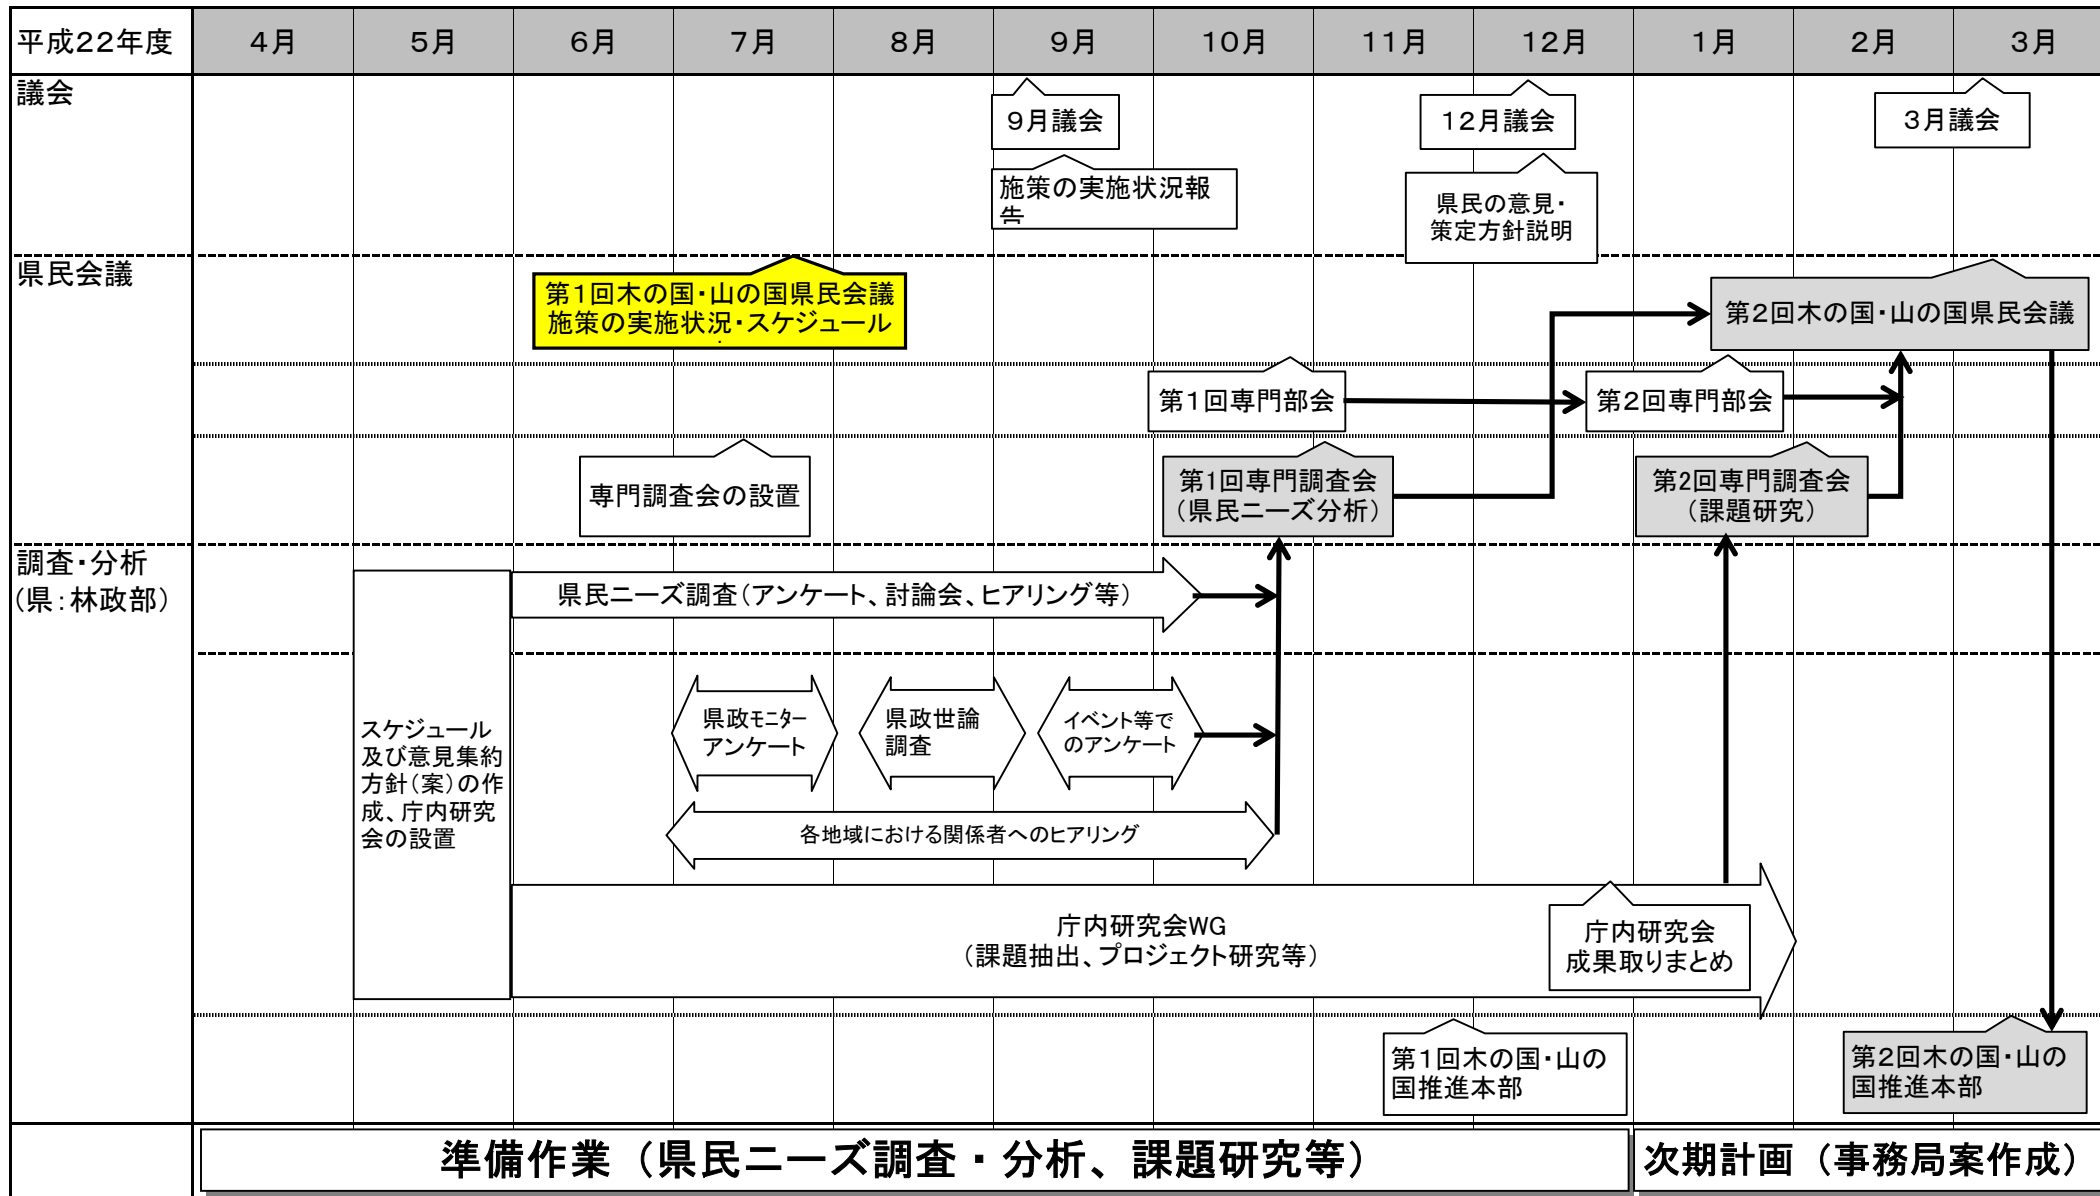 平成22年度
4月
5月
6月
7月
8月
9月
10月
11月
12月
1月
2月
3月
議会
9月議会
12月議会
3月議会
施策の実施状況報
告
県民の意見・
策定方針説明
県民会議
第1回木の国・山の国県民会議
施策の実施状況・スケジュール
第2回木の国・山の国県民会議
第1回専門部会
第2回専門部会
専門調査会の設置
第1回専門調査会
（県民ニーズ分析）
第2回専門調査会
（課題研究）
調査・分析
（県：林政部）
県民ニーズ調査（アンケート、討論会、ヒアリング等）
スケジュール
及び意見集約
方針（案）の作
成、庁内研究
会の設置
県政ﾓﾆﾀｰ
アンケート
県政世論
調査
イベント等で
のアンケート
各地域における関係者へのヒアリング
庁内研究会WG
（課題抽出、プロジェクト研究等）
庁内研究会
成果取りまとめ
第1回木の国・山の
国推進本部
第2回木の国・山の
国推進本部
準備作業（県民ニーズ調査・分析、課題研究等）
次期計画（事務局案作成）